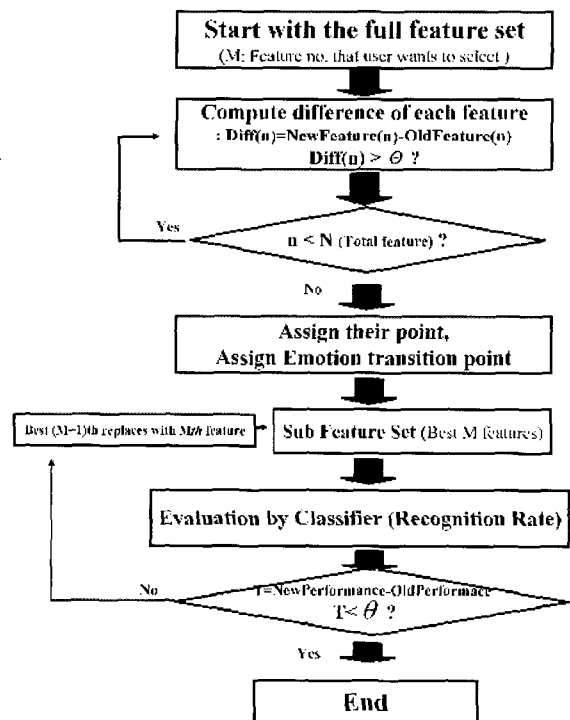 Start with the full feature set
(M: Feature no. that user wants to select )
Compute difference of each feature
: Diff(n)=NewFeature(n)-OldFeature(n)
Diff(n) > Θ ?
Yes
n < N (Total feature) ?
No
Assign their point,
Assign Emotion transition point
Best (M-1)th replaces with Mth feature
Sub Feature Set (Best M features)
Evaluation by Classifier (Recognition Rate)
No
T=NewPerformance-OldPerformact
T< θ ?
Yes
End